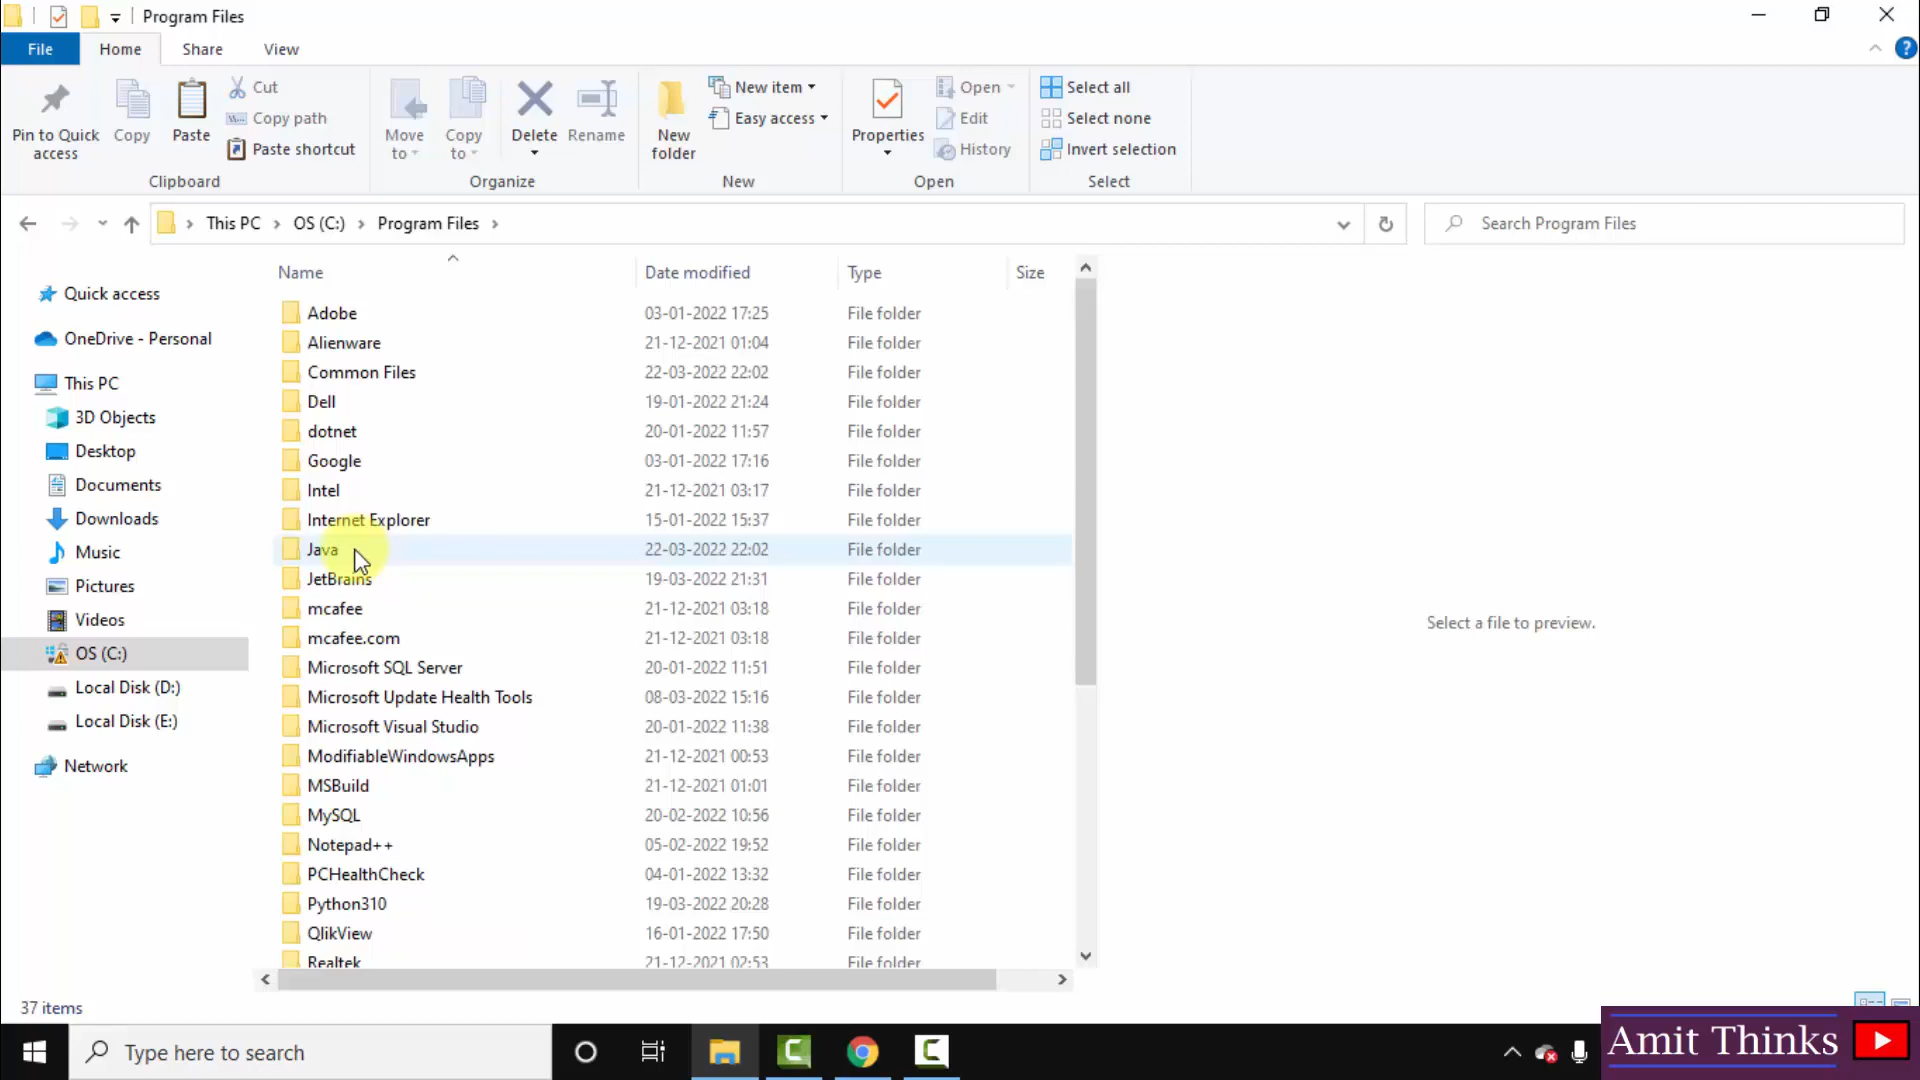 Program Files
File Home Share View
Pin to Quick access
Copy
Paste
Cut
Copy path
Paste shortcut
Clipboard
Move to
Copy to
Delete
Rename
Organize
New folder
New item
Easy access
New
Properties
Open
Edit
History
Open
Select all
Select none
Invert selection
Select
This PC OS (C:) Program Files
Search Program Files
Quick access
OneDrive - Personal
This PC
3D Objects
Desktop
Documents
Downloads
Music
Pictures
Videos
OS (C:)
Local Disk (D:)
Local Disk (E:)
Network
Name Date modified Type Size
Adobe 03-01-2022 17:25 File folder
Alienware 21-12-2021 01:04 File folder
Common Files 22-03-2022 22:02 File folder
Dell 19-01-2022 21:24 File folder
dotnet 20-01-2022 11:57 File folder
Google 03-01-2022 17:16 File folder
Intel 21-12-2021 03:17 File folder
Internet Explorer 15-01-2022 15:37 File folder
Java 22-03-2022 22:02 File folder
JetBrains 19-03-2022 21:31 File folder
mcafee 21-12-2021 03:18 File folder
mcafee.com 21-12-2021 03:18 File folder
Microsoft SQL Server 20-01-2022 11:51 File folder
Microsoft Update Health Tools 08-03-2022 15:16 File folder
Microsoft Visual Studio 20-01-2022 11:38 File folder
ModifiableWindowsApps 21-12-2021 00:53 File folder
MSBuild 21-12-2021 01:01 File folder
MySQL 20-02-2022 10:56 File folder
Notepad++ 05-02-2022 19:52 File folder
PCHealthCheck 04-01-2022 13:32 File folder
Python310 19-03-2022 20:28 File folder
QlikView 16-01-2022 17:50 File folder
Realtek 21-12-2021 02:53 File folder
Select a file to preview.
37 items
Type here to search
Amit Thinks